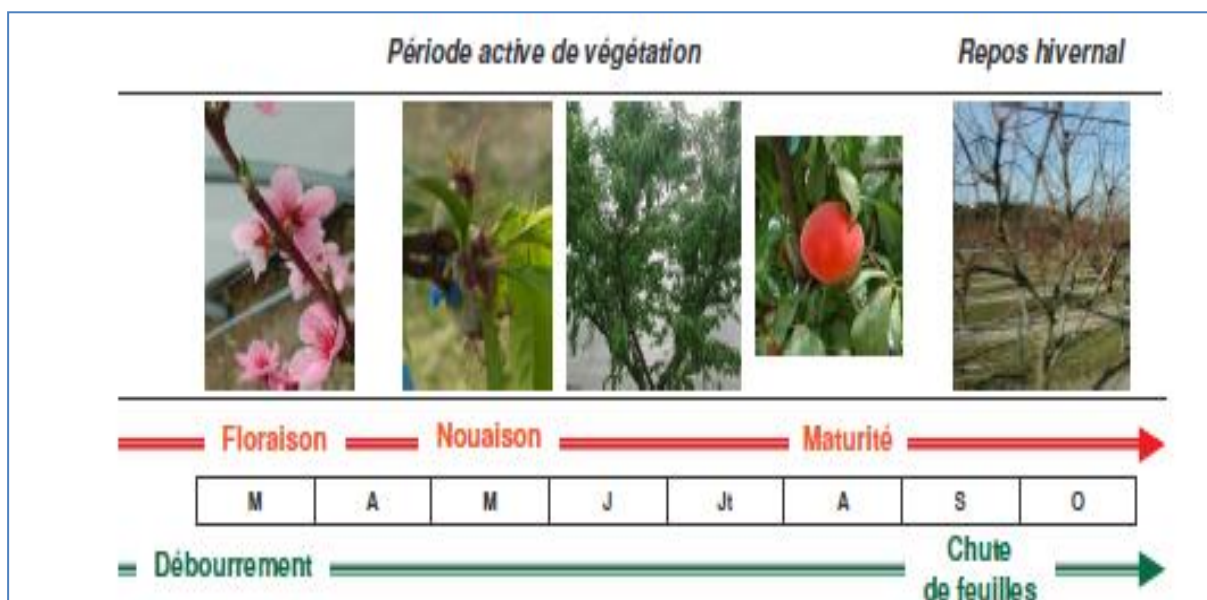 Période active de végétation Repos hivernal
Floraison Nouaison Maturité
M A M J Jt A S O
Débourrement Chute
de feuilles